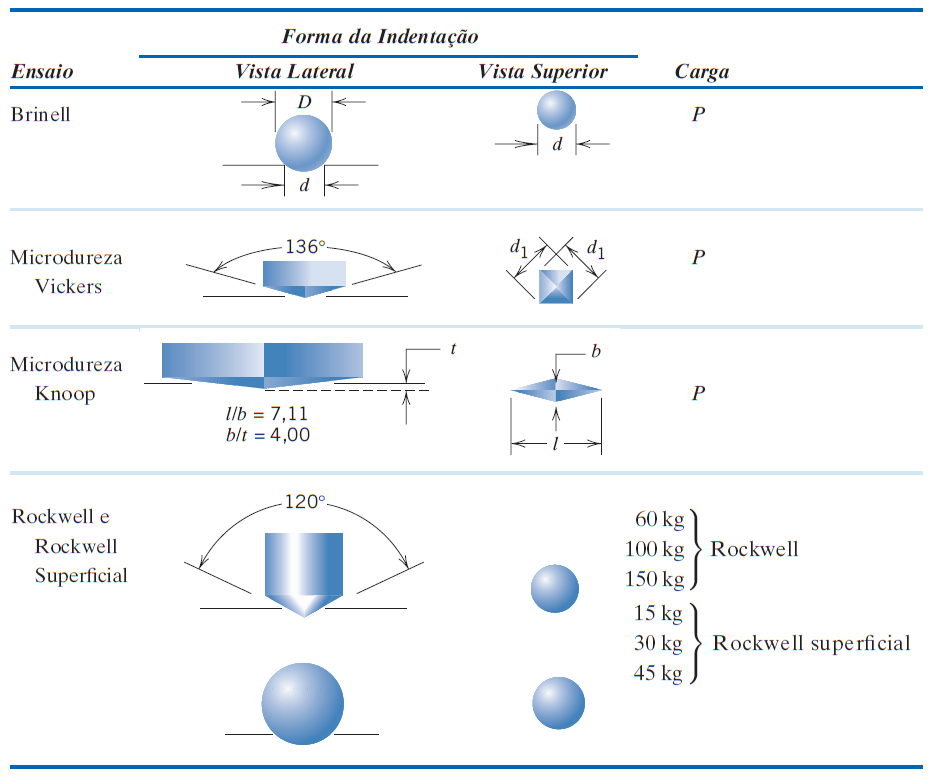 Forma da Indentação
Ensaio Vista Lateral Vista Superior Carga
Brinell D P
d d
Microdureza 136° d1 d1 P
Vickers
Microdureza t b
Knoop P
l/b = 7,11
b/t = 4,00 l
Rockwell e 120° 60 kg
Rockwell 100 kg Rockwell
Superficial 150 kg
15 kg
30 kg Rockwell superficial
45 kg